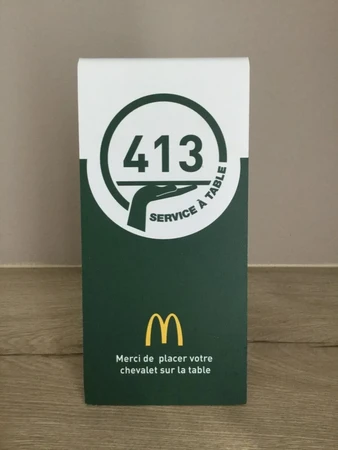 413
SERVICE À TABLE
Merci de placer votre
chevalet sur la table